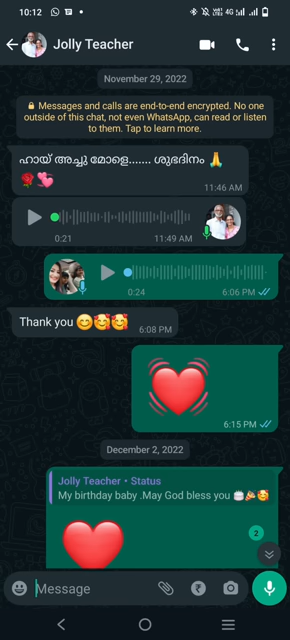 10:12
4G
Jolly Teacher
November 29, 2022
Messages and calls are end-to-end encrypted. No one
outside of this chat, not even WhatsApp, can read or listen
to them. Tap to learn more.
ഹായ് അച്ചു മോളെ....... ശുഭദിനം 🙏
🌹💞
11:46 AM
0:21 11:49 AM
0:24 6:06 PM
Thank you 😊🥰🥰
6:08 PM
6:15 PM
December 2, 2022
Jolly Teacher • Status
My birthday baby .May God bless you 🎂🎉🥰
2
Message